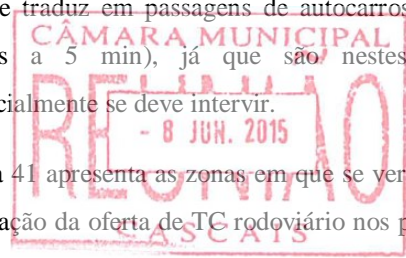 e traduz em passagens de autocarros
CÂMARA MUNICIPAL
s a 5 min), já que são nestes
cialmente se deve intervir.
REUNIÃO
- 8 JUN. 2015
41 apresenta as zonas em que se ver
ação da oferta de TC rodoviário nos p
CASCAIS